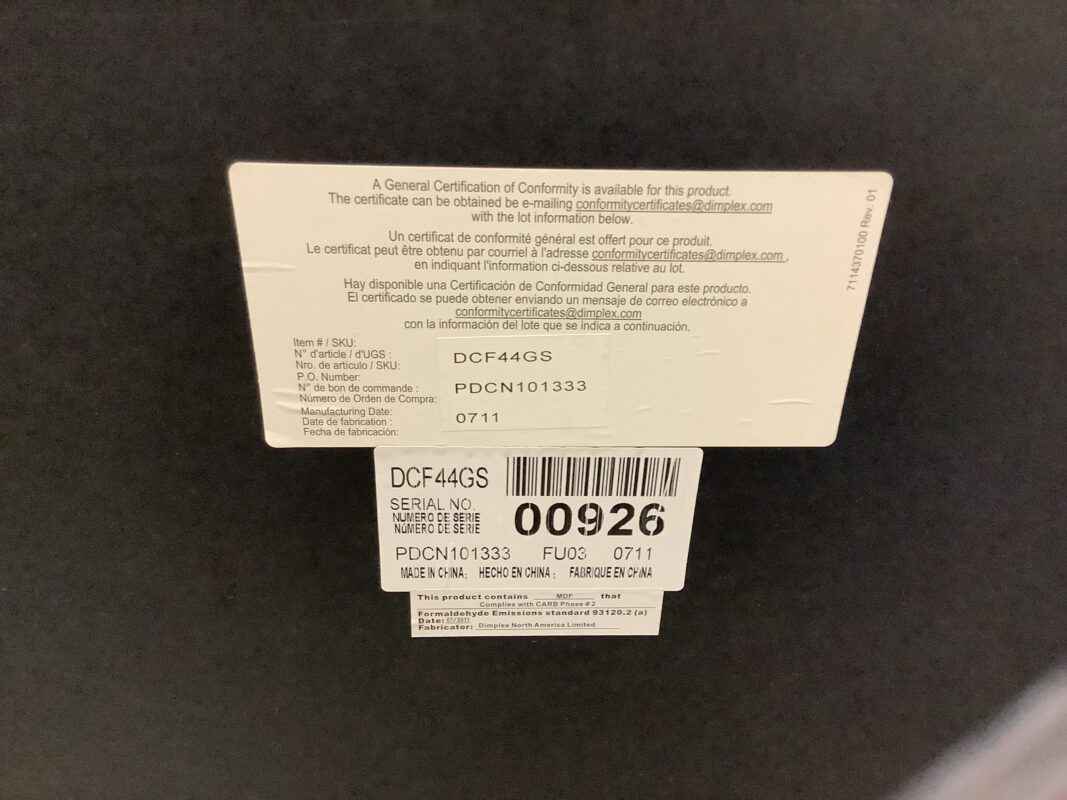 A General Certification of Conformity is available for this product.
The certificate can be obtained be e-mailing conformitycertificates@dimplex.com
with the lot information below.
Un certificat de conformité général est offert pour ce produit.
Le certificat peut être obtenu par courriel à l'adresse conformitycertificates@dimplex.com ,
en indiquant l'information ci-dessous relative au lot.
Hay disponible una Certificación de Conformidad General para este producto.
El certificado se puede obtener enviando un mensaje de correo electrónico a
conformitycertificates@dimplex.com
con la información del lote que se indica a continuación.
7114370100 Rev. 01
Item # / SKU:
N° d'article / d'UGS :
Nro. de artículo / SKU:
DCF44GS
P.O. Number:
N° de bon de commande :
Número de Orden de Compra:
PDCN101333
Manufacturing Date:
Date de fabrication :
Fecha de fabricación:
0711
DCF44GS
SERIAL NO.
NUMERO DE SERIE
NÚMERO DE SERIE
00926
PDCN101333 FU03 0711
MADE IN CHINA; HECHO EN CHINA ; FABRIQUE EN CHINA
This product contains MDF that
Complies with CARB Phase # 2
Formaldehyde Emissions standard 93120.2 (a)
Date: 07/2011
Fabricator: Dimplex North America Limited